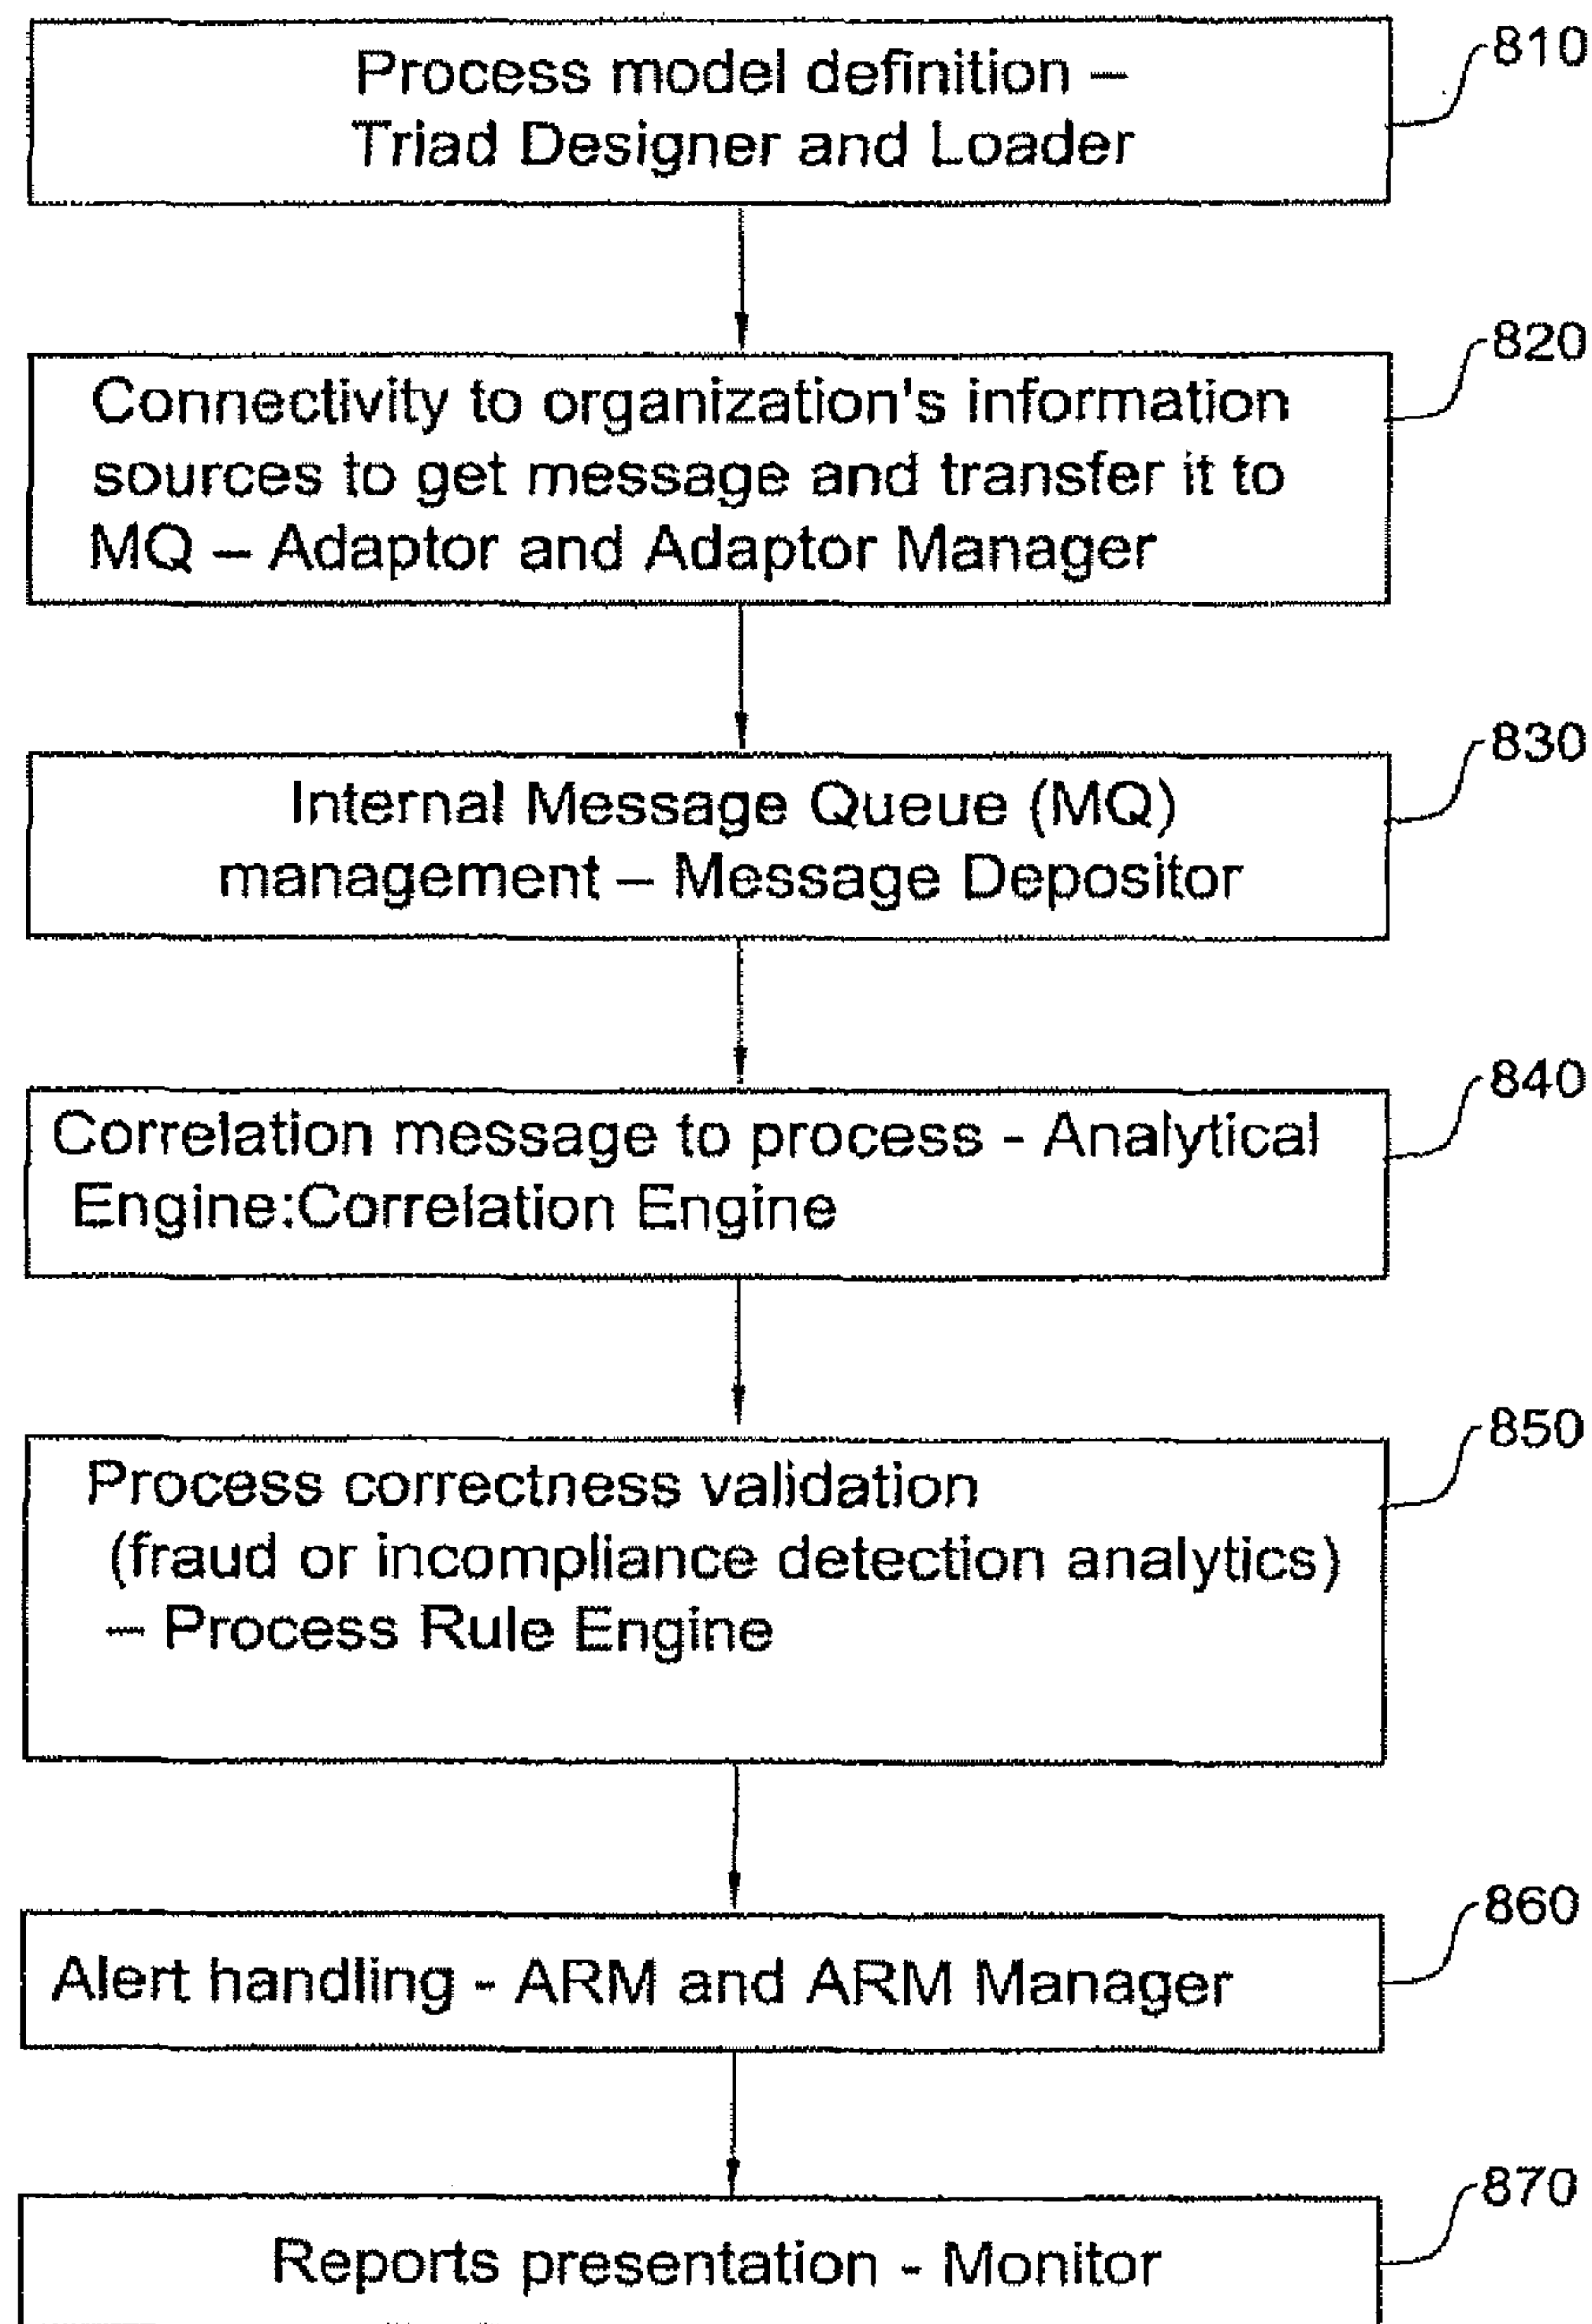 Process model definition –
Triad Designer and Loader
810
Connectivity to organization's information
sources to get message and transfer it to
MQ – Adaptor and Adaptor Manager
820
Internal Message Queue (MQ)
management – Message Depositor
830
Correlation message to process - Analytical
Engine:Correlation Engine
840
Process correctness validation
(fraud or incompliance detection analytics)
– Process Rule Engine
850
Alert handling - ARM and ARM Manager
860
Reports presentation - Monitor
870